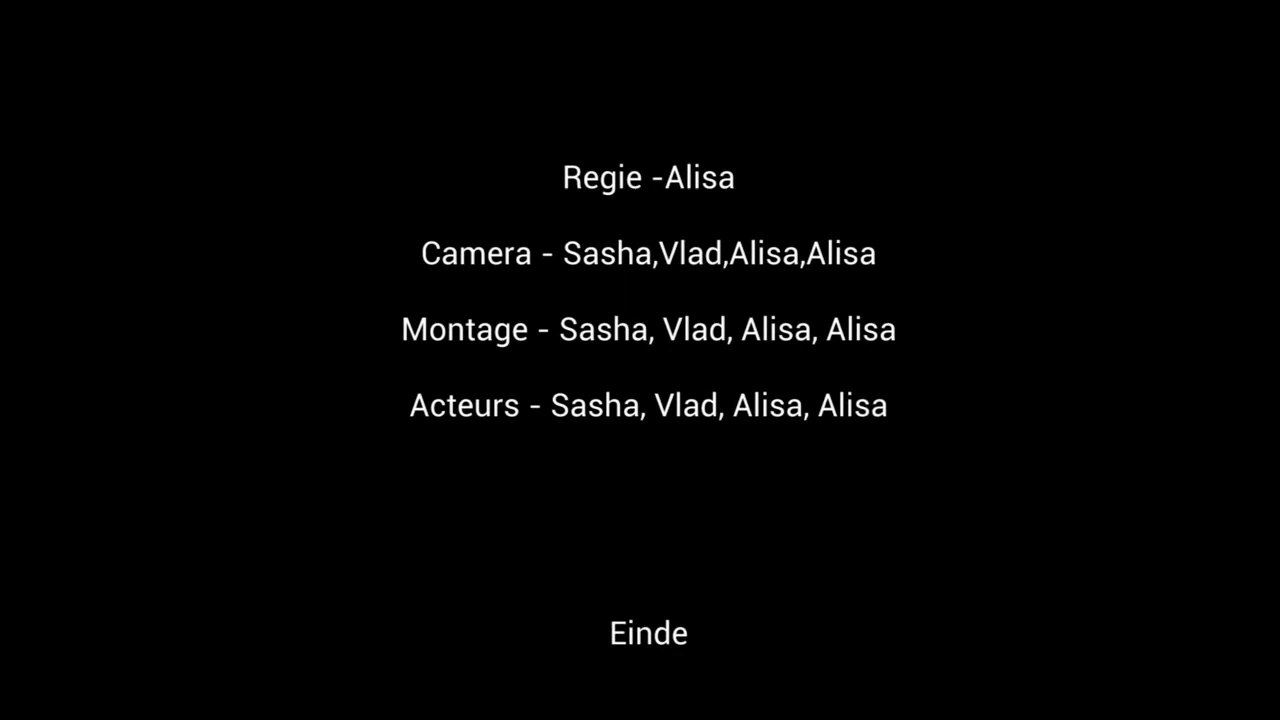 Regie -Alisa
Camera - Sasha,Vlad,Alisa,Alisa
Montage - Sasha, Vlad, Alisa, Alisa
Acteurs - Sasha, Vlad, Alisa, Alisa
Einde